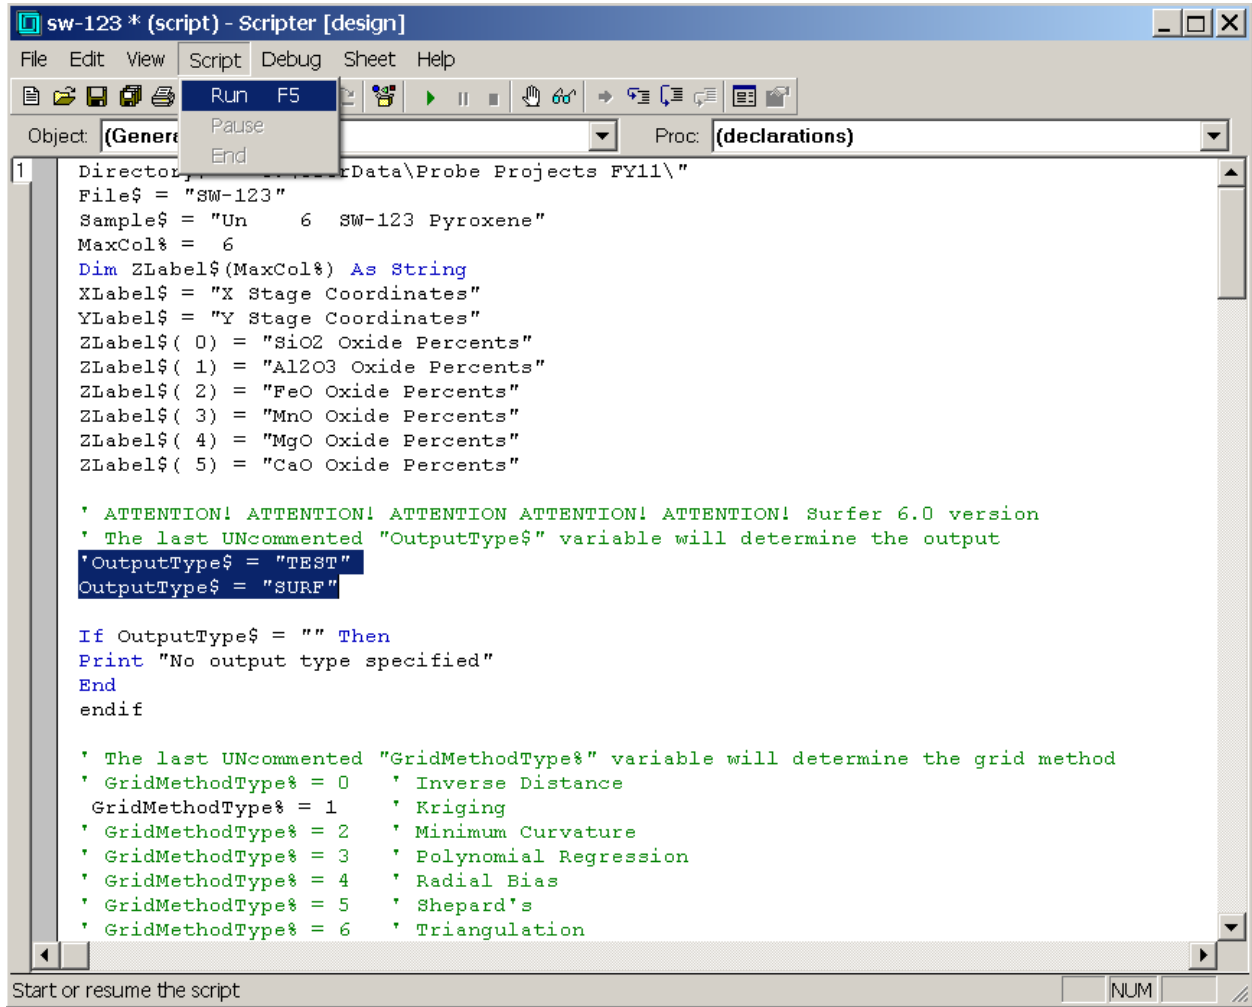 sw-123 * (script) - Scripter [design]
File Edit View Script Debug Sheet Help
Run F5
Pause
End
Object: (Genera
Proc: (declarations)
1
Directory
rData\Probe Projects FY11\"
File$ = "SW-123"
Sample$ = "Un    6  SW-123 Pyroxene"
MaxCol% =  6
Dim ZLabel$(MaxCol%) As String
XLabel$ = "X Stage Coordinates"
YLabel$ = "Y Stage Coordinates"
ZLabel$( 0) = "SiO2 Oxide Percents"
ZLabel$( 1) = "Al2O3 Oxide Percents"
ZLabel$( 2) = "FeO Oxide Percents"
ZLabel$( 3) = "MnO Oxide Percents"
ZLabel$( 4) = "MgO Oxide Percents"
ZLabel$( 5) = "CaO Oxide Percents"
' ATTENTION! ATTENTION! ATTENTION ATTENTION! ATTENTION! Surfer 6.0 version
' The last UNcommented "OutputType$" variable will determine the output
'OutputType$ = "TEST"
OutputType$ = "SURF"
If OutputType$ = "" Then
Print "No output type specified"
End
endif
' The last UNcommented "GridMethodType%" variable will determine the grid method
' GridMethodType% = 0   ' Inverse Distance
GridMethodType% = 1    ' Kriging
' GridMethodType% = 2   ' Minimum Curvature
' GridMethodType% = 3   ' Polynomial Regression
' GridMethodType% = 4   ' Radial Bias
' GridMethodType% = 5   ' Shepard's
' GridMethodType% = 6   ' Triangulation
Start or resume the script
NUM